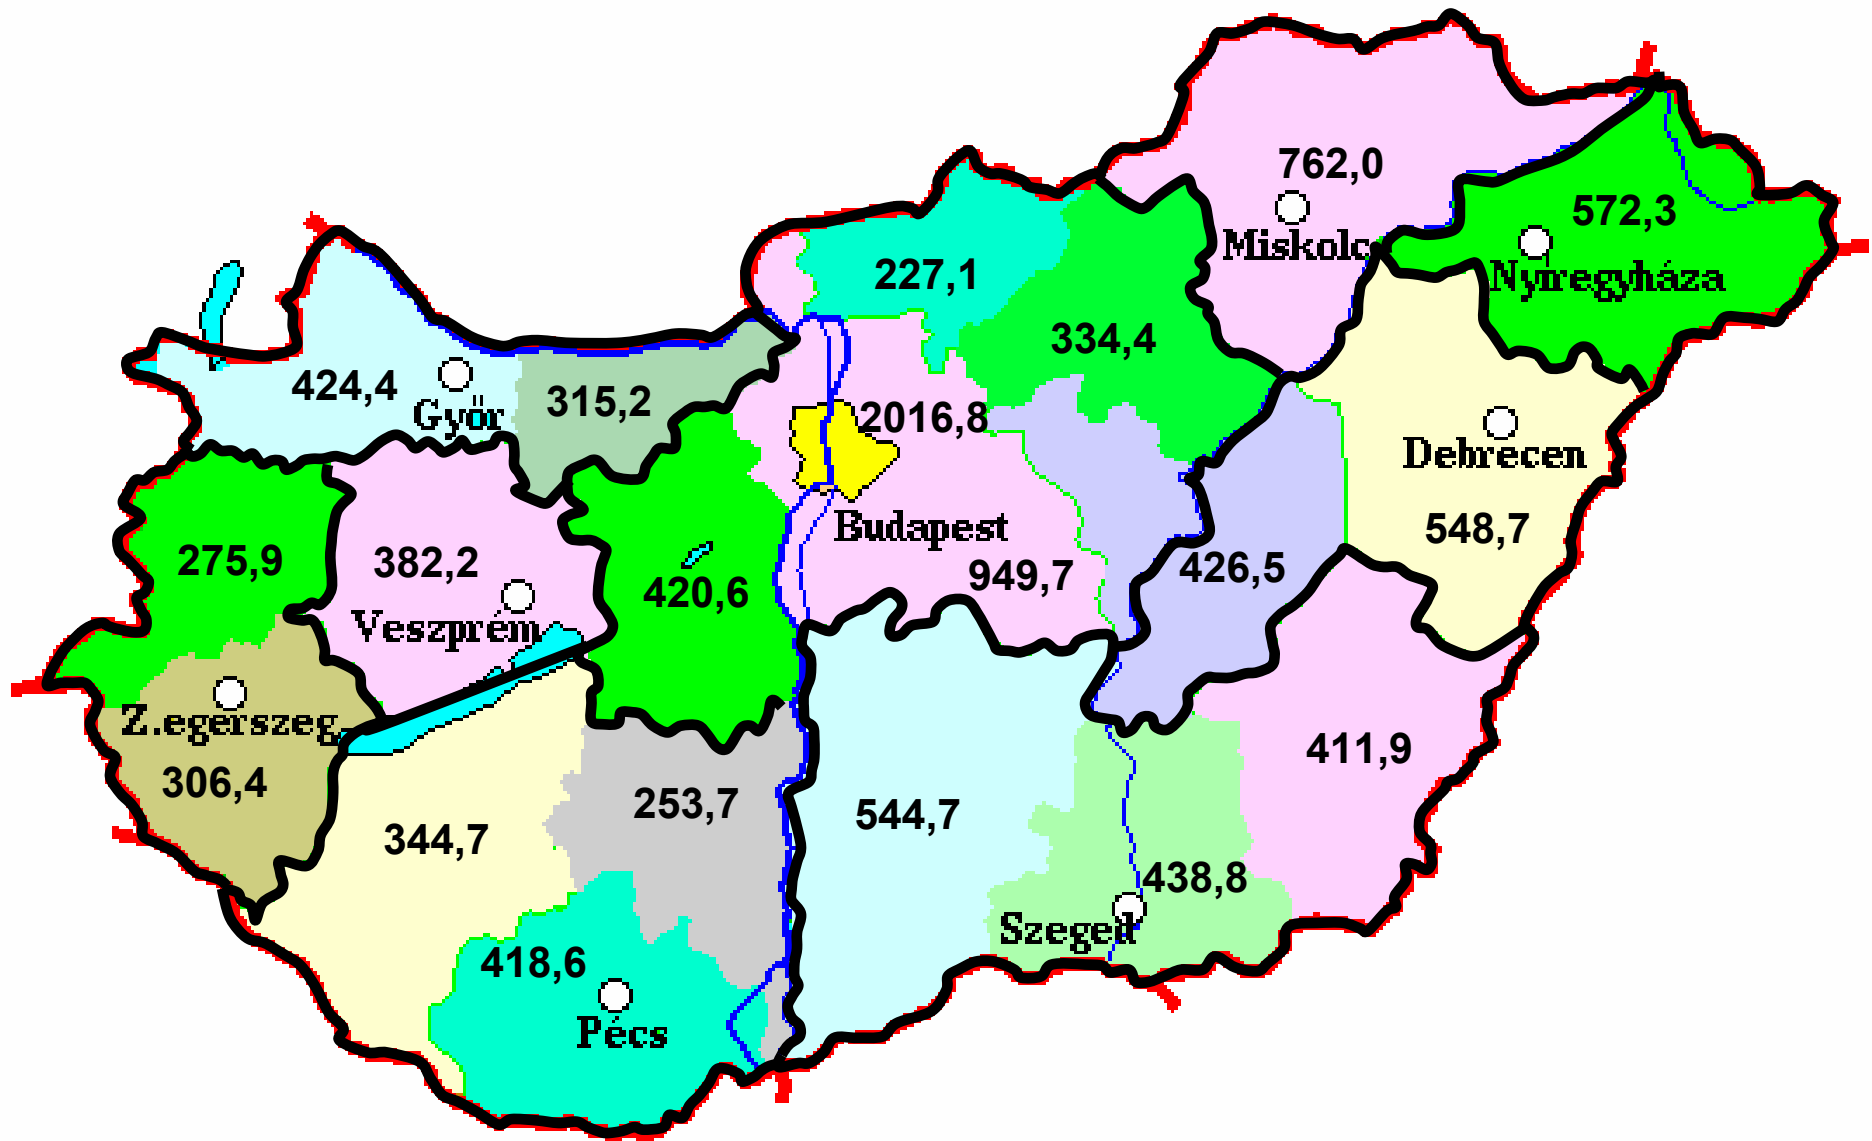 762,0
Miskolc
572,3
Nyíregyháza
227,1
334,4
424,4
Győr
315,2
2016,8
Budapest
949,7
Debrecen
548,7
275,9
382,2
Veszprém
420,6
426,5
Z.egerszeg
306,4
344,7
253,7
544,7
411,9
438,8
Szeged
418,6
Pécs